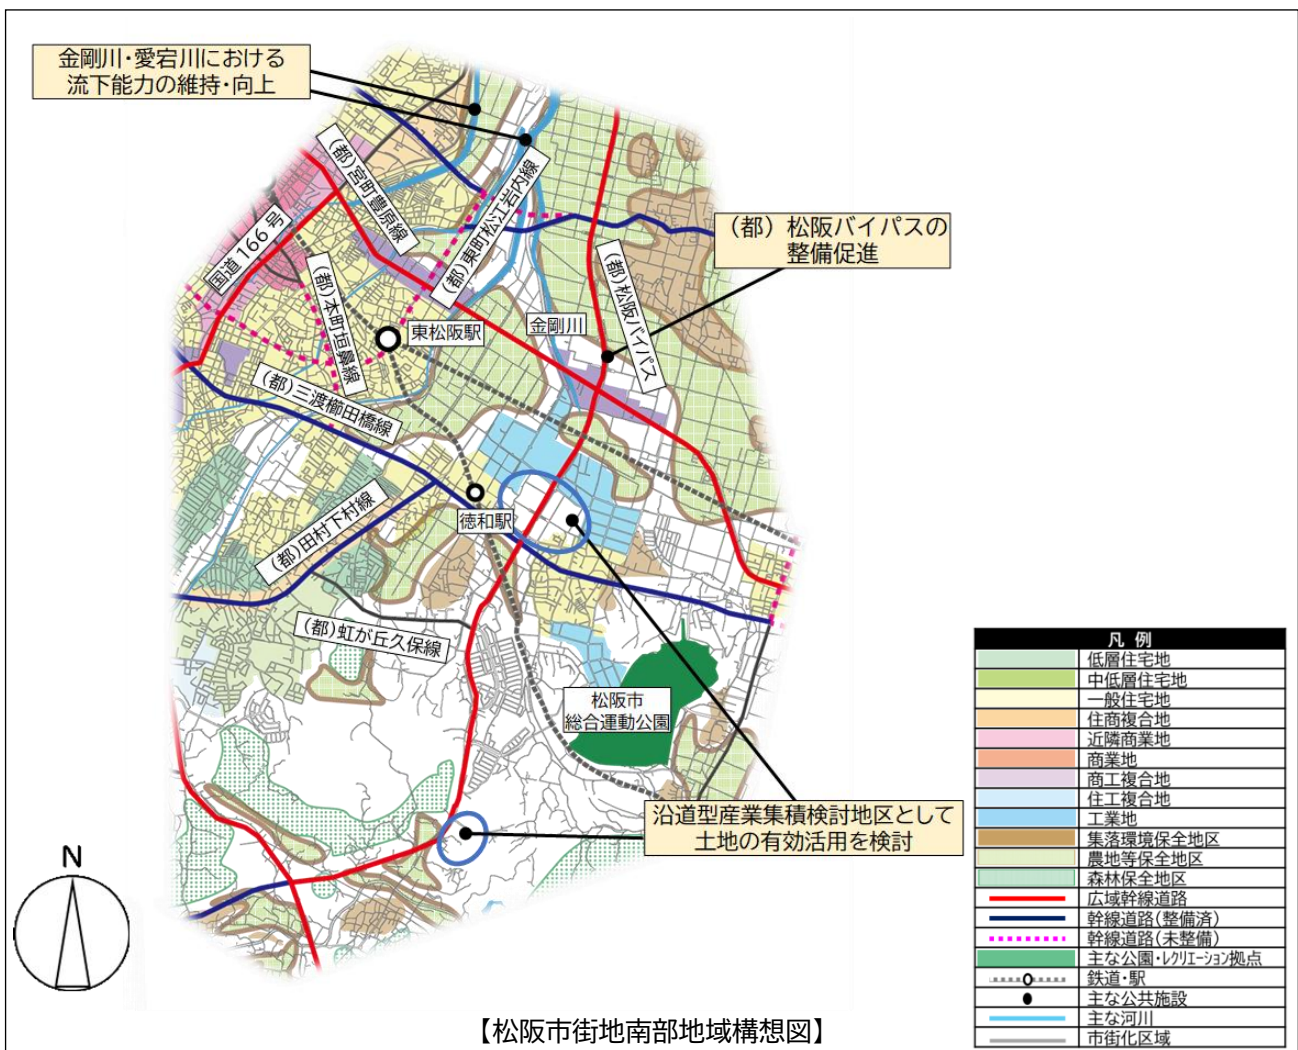 金剛川・愛宕川における
流下能力の維持・向上
(都)宮町豊原線
(都)東町松江岩内線
国道166号
(都)本町垣鼻線
(都)松阪バイパスの
整備促進
(都)松阪バイパス
金剛川
東松阪駅
(都)三渡櫛田橋線
徳和駅
(都)田村下村線
(都)虹が丘久保線
松阪市
総合運動公園
沿道型産業集積検討地区として
土地の有効活用を検討
N
凡例
低層住宅地
中低層住宅地
一般住宅地
住商複合地
近隣商業地
商業地
商工複合地
住工複合地
工業地
集落環境保全地区
農地等保全地区
森林保全地区
広域幹線道路
幹線道路(整備済)
幹線道路(未整備)
主な公園・レクリエーション拠点
鉄道・駅
主な公共施設
主な河川
市街化区域
【松阪市街地南部地域構想図】